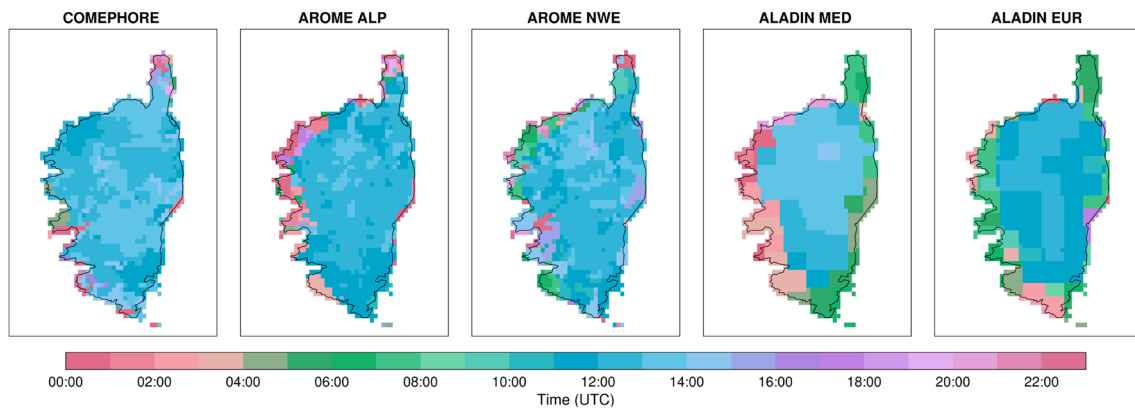 COMEPHORE AROME ALP AROME NWE ALADIN MED ALADIN EUR
00:00 02:00 04:00 06:00 08:00 10:00 12:00 14:00 16:00 18:00 20:00 22:00
Time (UTC)